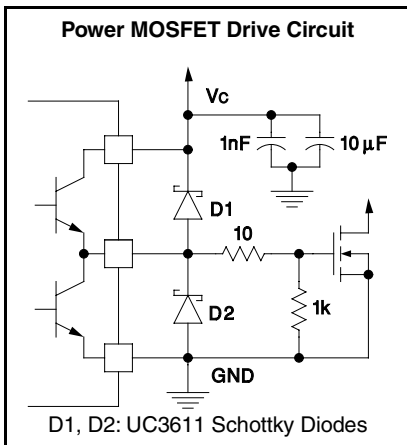 Power MOSFET Drive Circuit
Vc
1nF
10 µF
D1
10
D2
1k
GND
D1, D2: UC3611 Schottky Diodes